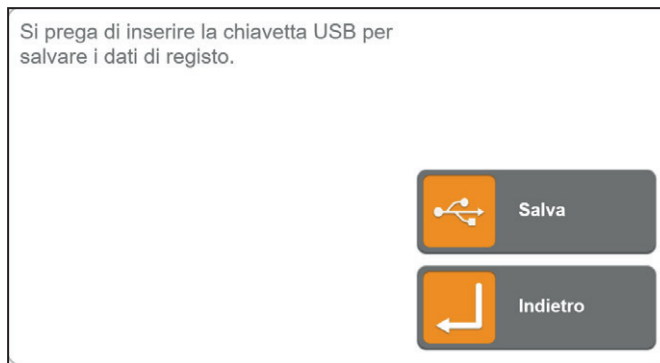 Si prega di inserire la chiavetta USB per
salvare i dati di registo.
Salva
Indietro